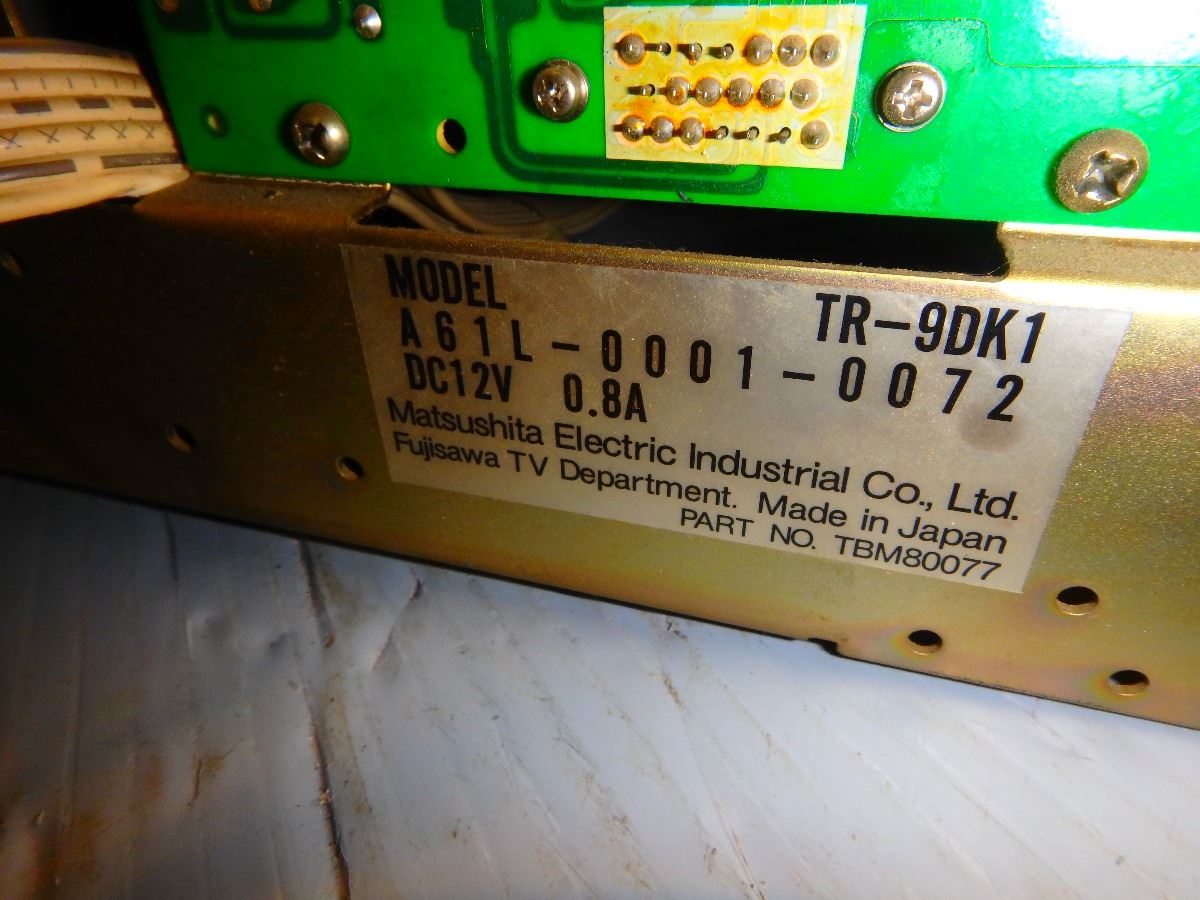 MODEL TR-9DK1
A61L-0001-0072
DC12V 0.8A
Matsushita Electric Industrial Co., Ltd.
Fujisawa TV Department. Made in Japan
PART NO. TBM80077